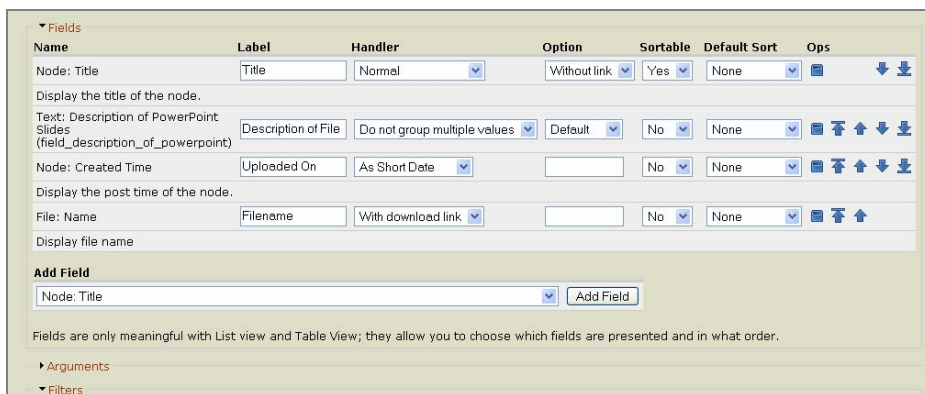 Fields
Name Label Handler Option Sortable Default Sort Ops
Node: Title Title Normal Without link Yes None
Display the title of the node.
Text: Description of PowerPoint
Slides
(field_description_of_powerpoint) Description of File Do not group multiple values Default No None
Node: Created Time Uploaded On As Short Date No None
Display the post time of the node.
File: Name Filename With download link No None
Display file name
Add Field
Node: Title Add Field
Fields are only meaningful with List view and Table View; they allow you to choose which fields are presented and in what order.
Arguments
Filters